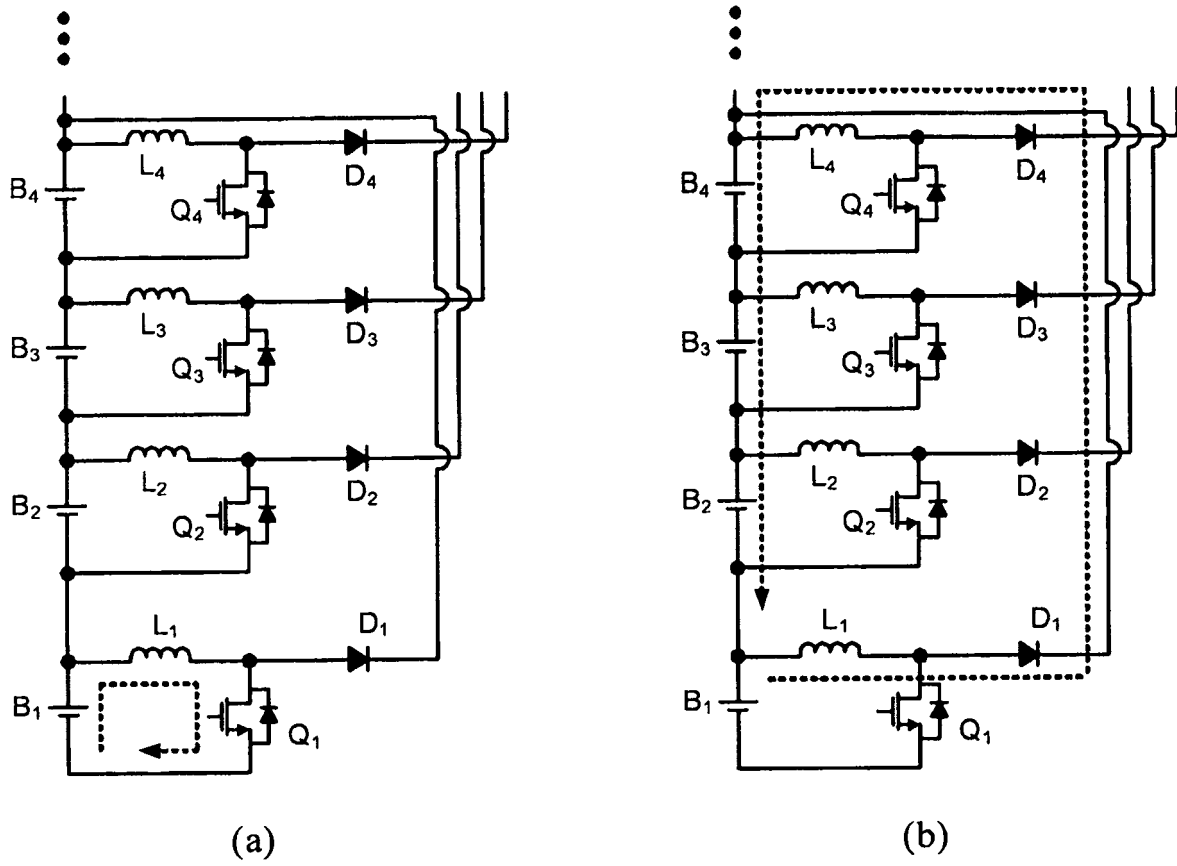 L₄
D₄
B₄
Q₄
L₃
D₃
B₃
Q₃
L₂
D₂
B₂
Q₂
L₁
D₁
B₁
Q₁
(a)
L₄
D₄
B₄
Q₄
L₃
D₃
B₃
Q₃
L₂
D₂
B₂
Q₂
L₁
D₁
B₁
Q₁
(b)